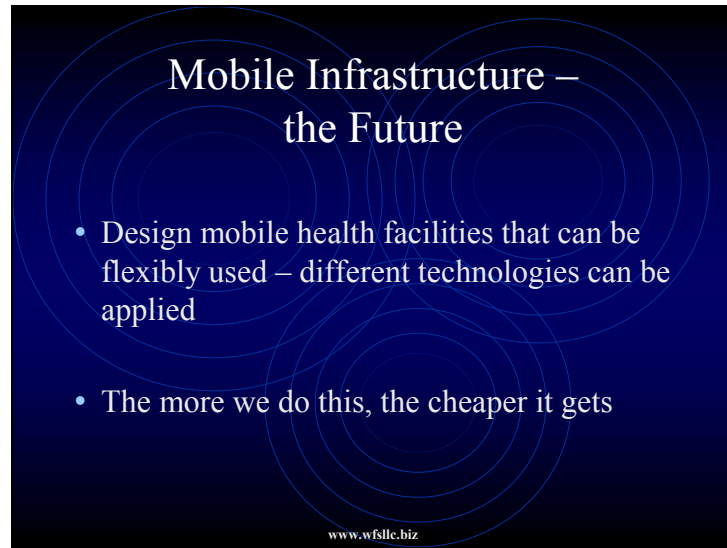 Mobile Infrastructure –
the Future
• Design mobile health facilities that can be
flexibly used – different technologies can be
applied
• The more we do this, the cheaper it gets
www.wfsllc.biz